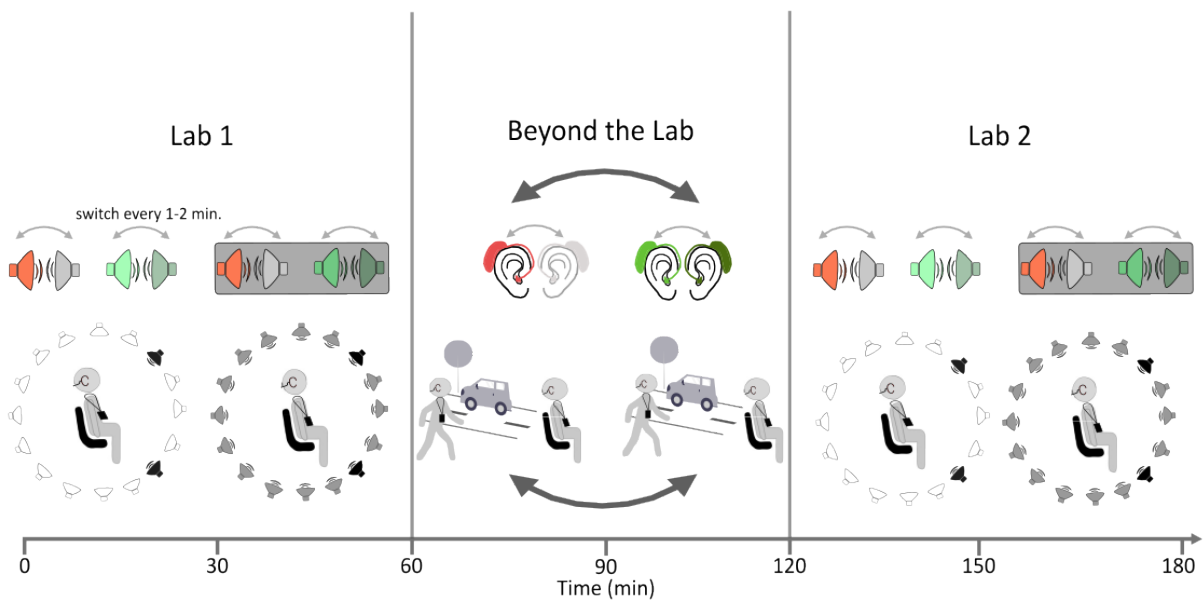 Lab 1
Beyond the Lab
Lab 2
switch every 1-2 min.
0
30
60
90
120
150
180
Time (min)